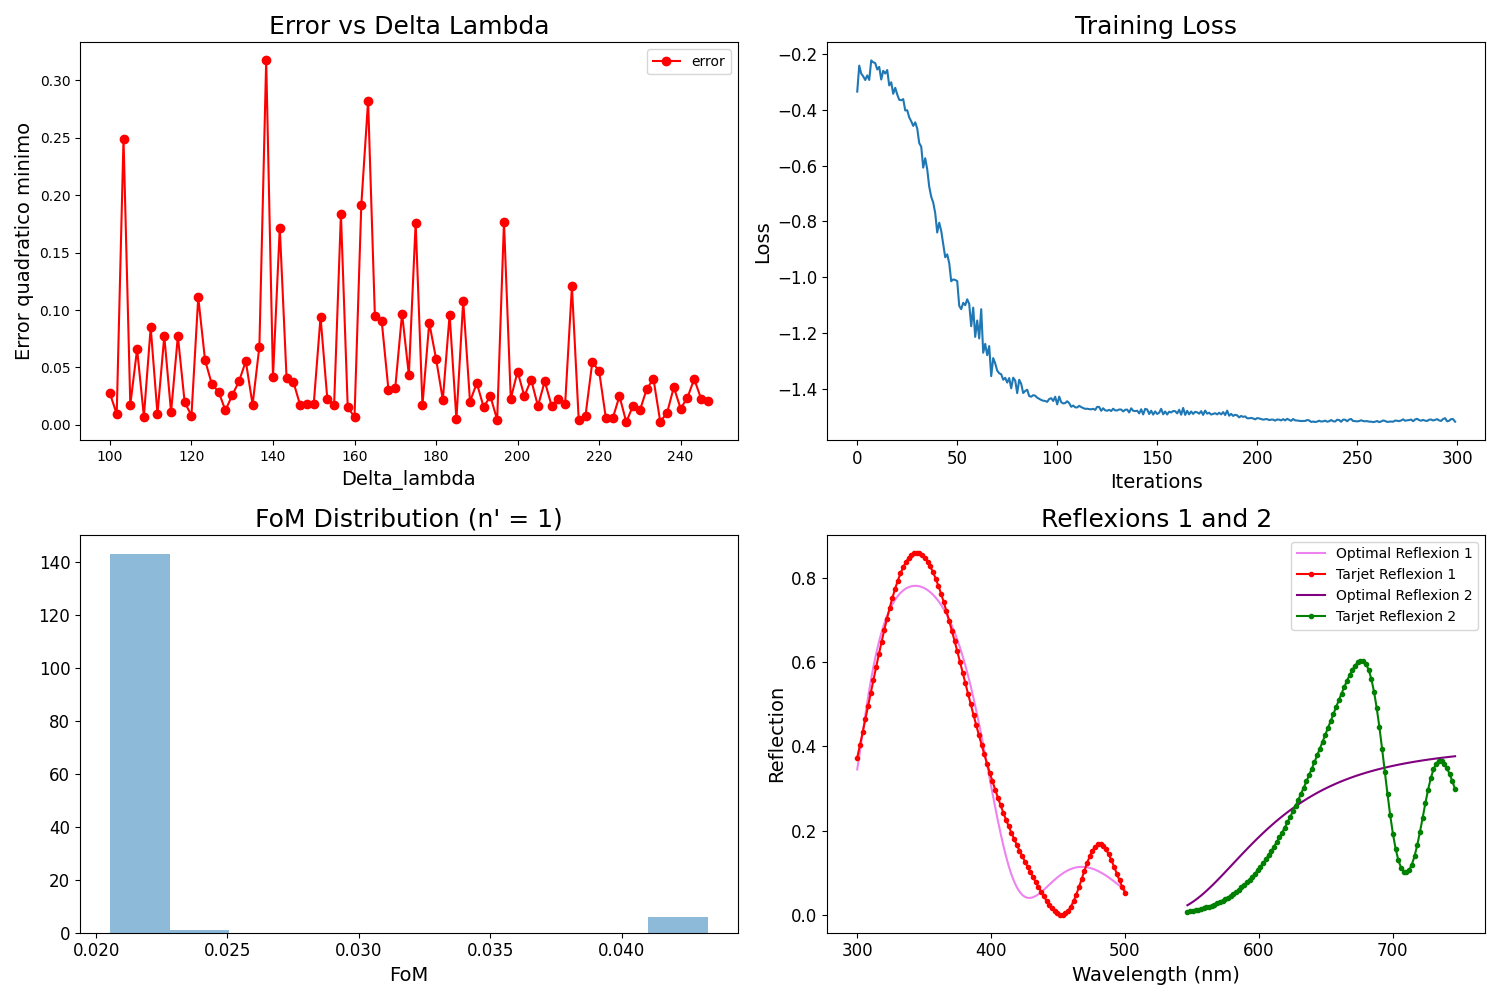 Error vs Delta Lambda
error
Error quadratico minimo
0.30
0.25
0.20
0.15
0.10
0.05
0.00
100 120 140 160 180 200 220 240
Delta_lambda
Training Loss
Loss
−0.2
−0.4
−0.6
−0.8
−1.0
−1.2
−1.4
0 50 100 150 200 250 300
Iterations
FoM Distribution (n' = 1)
140
120
100
80
60
40
20
0
0.020 0.025 0.030 0.035 0.040
FoM
Reflexions 1 and 2
Optimal Reflexion 1
Tarjet Reflexion 1
Optimal Reflexion 2
Tarjet Reflexion 2
Reflection
0.8
0.6
0.4
0.2
0.0
300 400 500 600 700
Wavelength (nm)